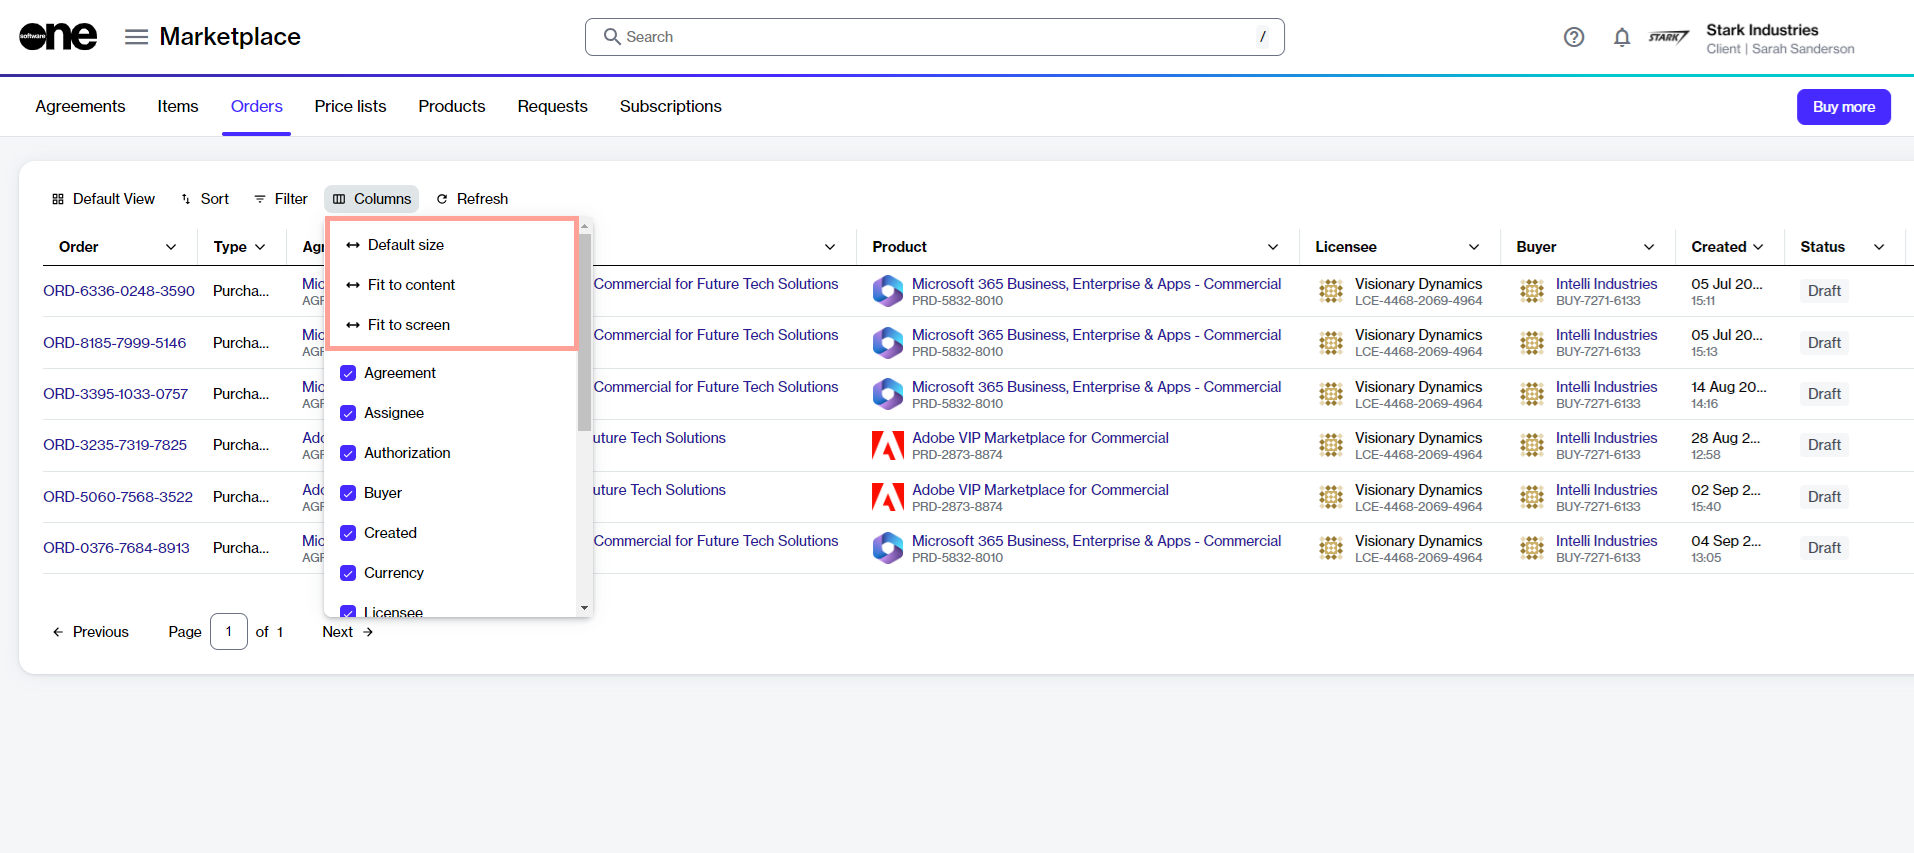 software one
Marketplace
Search /
Stark Industries
STARK
Client | Sarah Sanderson
Agreements Items Orders Price lists Products Requests Subscriptions Buy more
Default View Sort Filter Columns Refresh
Order Type Agr Product Licensee Buyer Created Status
Default size
Fit to content
Fit to screen
Agreement
Assignee
Authorization
Buyer
Created
Currency
Licensee
ORD-6336-0248-3590 Purcha... Mic Commercial for Future Tech Solutions Microsoft 365 Business, Enterprise & Apps - Commercial Visionary Dynamics Intelli Industries 05 Jul 20... Draft
AGR PRD-5832-8010 LCE-4468-2069-4964 BUY-7271-6133 15:11
ORD-8185-7999-5146 Purcha... Mic Commercial for Future Tech Solutions Microsoft 365 Business, Enterprise & Apps - Commercial Visionary Dynamics Intelli Industries 05 Jul 20... Draft
AGR PRD-5832-8010 LCE-4468-2069-4964 BUY-7271-6133 15:13
ORD-3395-1033-0757 Purcha... Mic Commercial for Future Tech Solutions Microsoft 365 Business, Enterprise & Apps - Commercial Visionary Dynamics Intelli Industries 14 Aug 20... Draft
AGR PRD-5832-8010 LCE-4468-2069-4964 BUY-7271-6133 14:16
ORD-3235-7319-7825 Purcha... Ado uture Tech Solutions Adobe VIP Marketplace for Commercial Visionary Dynamics Intelli Industries 28 Aug 2... Draft
AGR PRD-2873-8874 LCE-4468-2069-4964 BUY-7271-6133 12:58
ORD-5060-7568-3522 Purcha... Ado uture Tech Solutions Adobe VIP Marketplace for Commercial Visionary Dynamics Intelli Industries 02 Sep 2... Draft
AGR PRD-2873-8874 LCE-4468-2069-4964 BUY-7271-6133 15:40
ORD-0376-7684-8913 Purcha... Mic Commercial for Future Tech Solutions Microsoft 365 Business, Enterprise & Apps - Commercial Visionary Dynamics Intelli Industries 04 Sep 2... Draft
AGR PRD-5832-8010 LCE-4468-2069-4964 BUY-7271-6133 13:05
Previous Page 1 of 1 Next